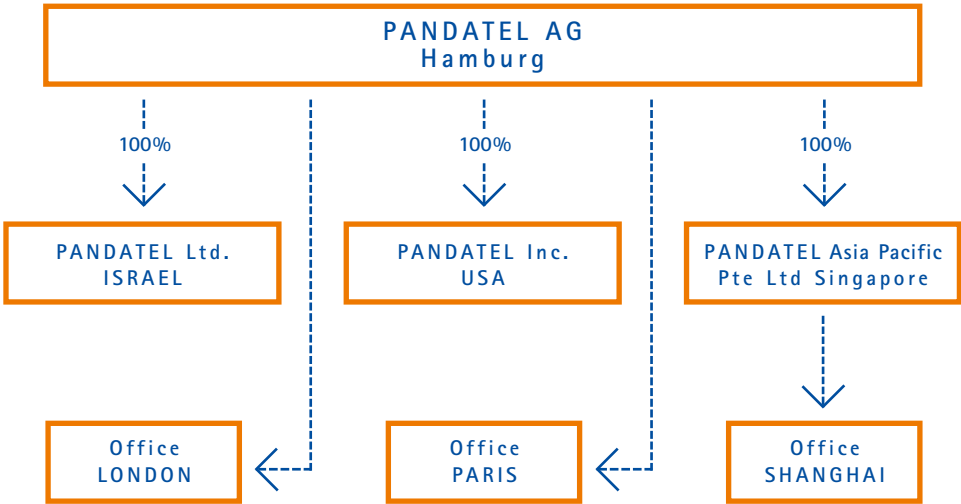 PANDATEL AG
Hamburg
100%
100%
100%
PANDATEL Ltd.
ISRAEL
PANDATEL Inc.
USA
PANDATEL Asia Pacific
Pte Ltd Singapore
Office
LONDON
Office
PARIS
Office
SHANGHAI